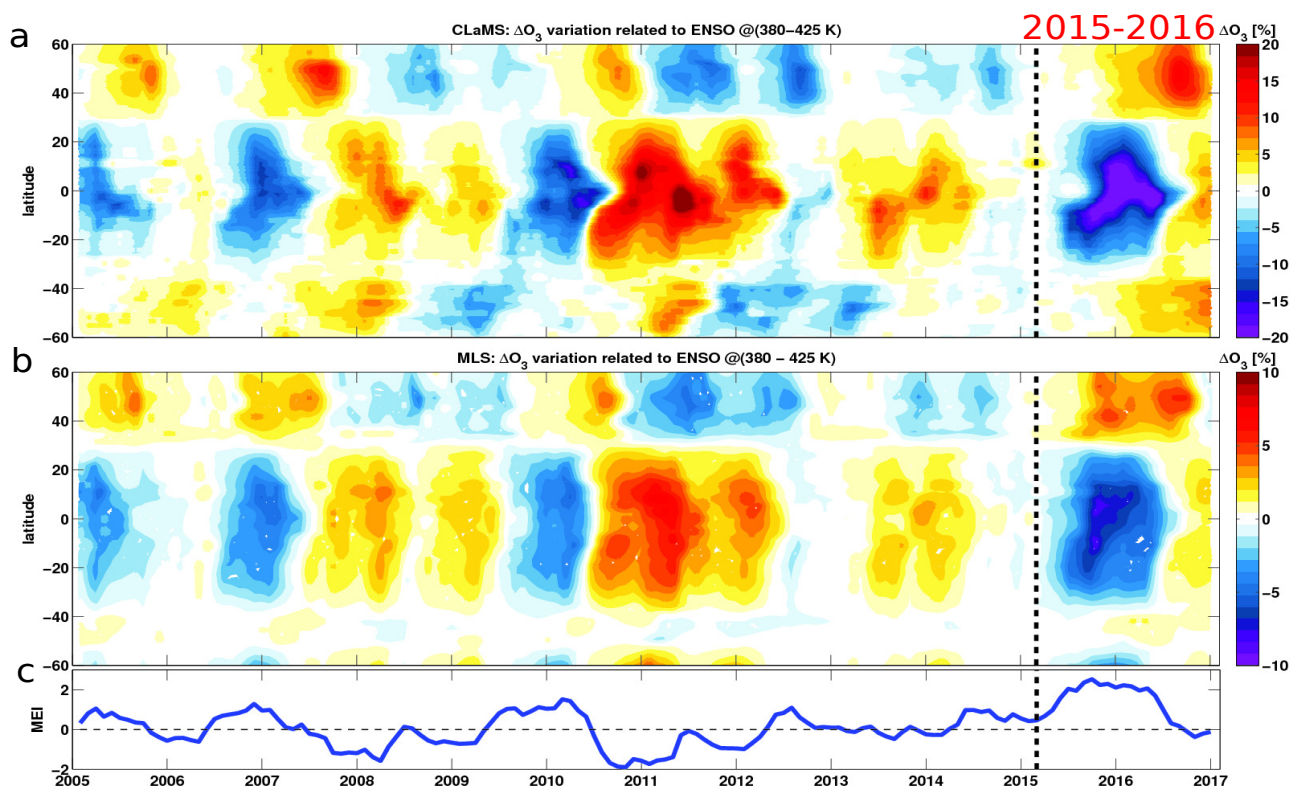 a
CLaMS: ΔO3 variation related to ENSO @(380−425 K)
2015-2016
ΔO3 [%]
60
40
20
0
−20
−40
−60
latitude
20
15
10
5
0
−5
−10
−15
−20
b
MLS: ΔO3 variation related to ENSO @(380 − 425 K)
ΔO3 [%]
60
40
20
0
−20
−40
−60
latitude
10
5
0
−5
−10
c
MEI
2
0
−2
2005 2006 2007 2008 2009 2010 2011 2012 2013 2014 2015 2016 2017